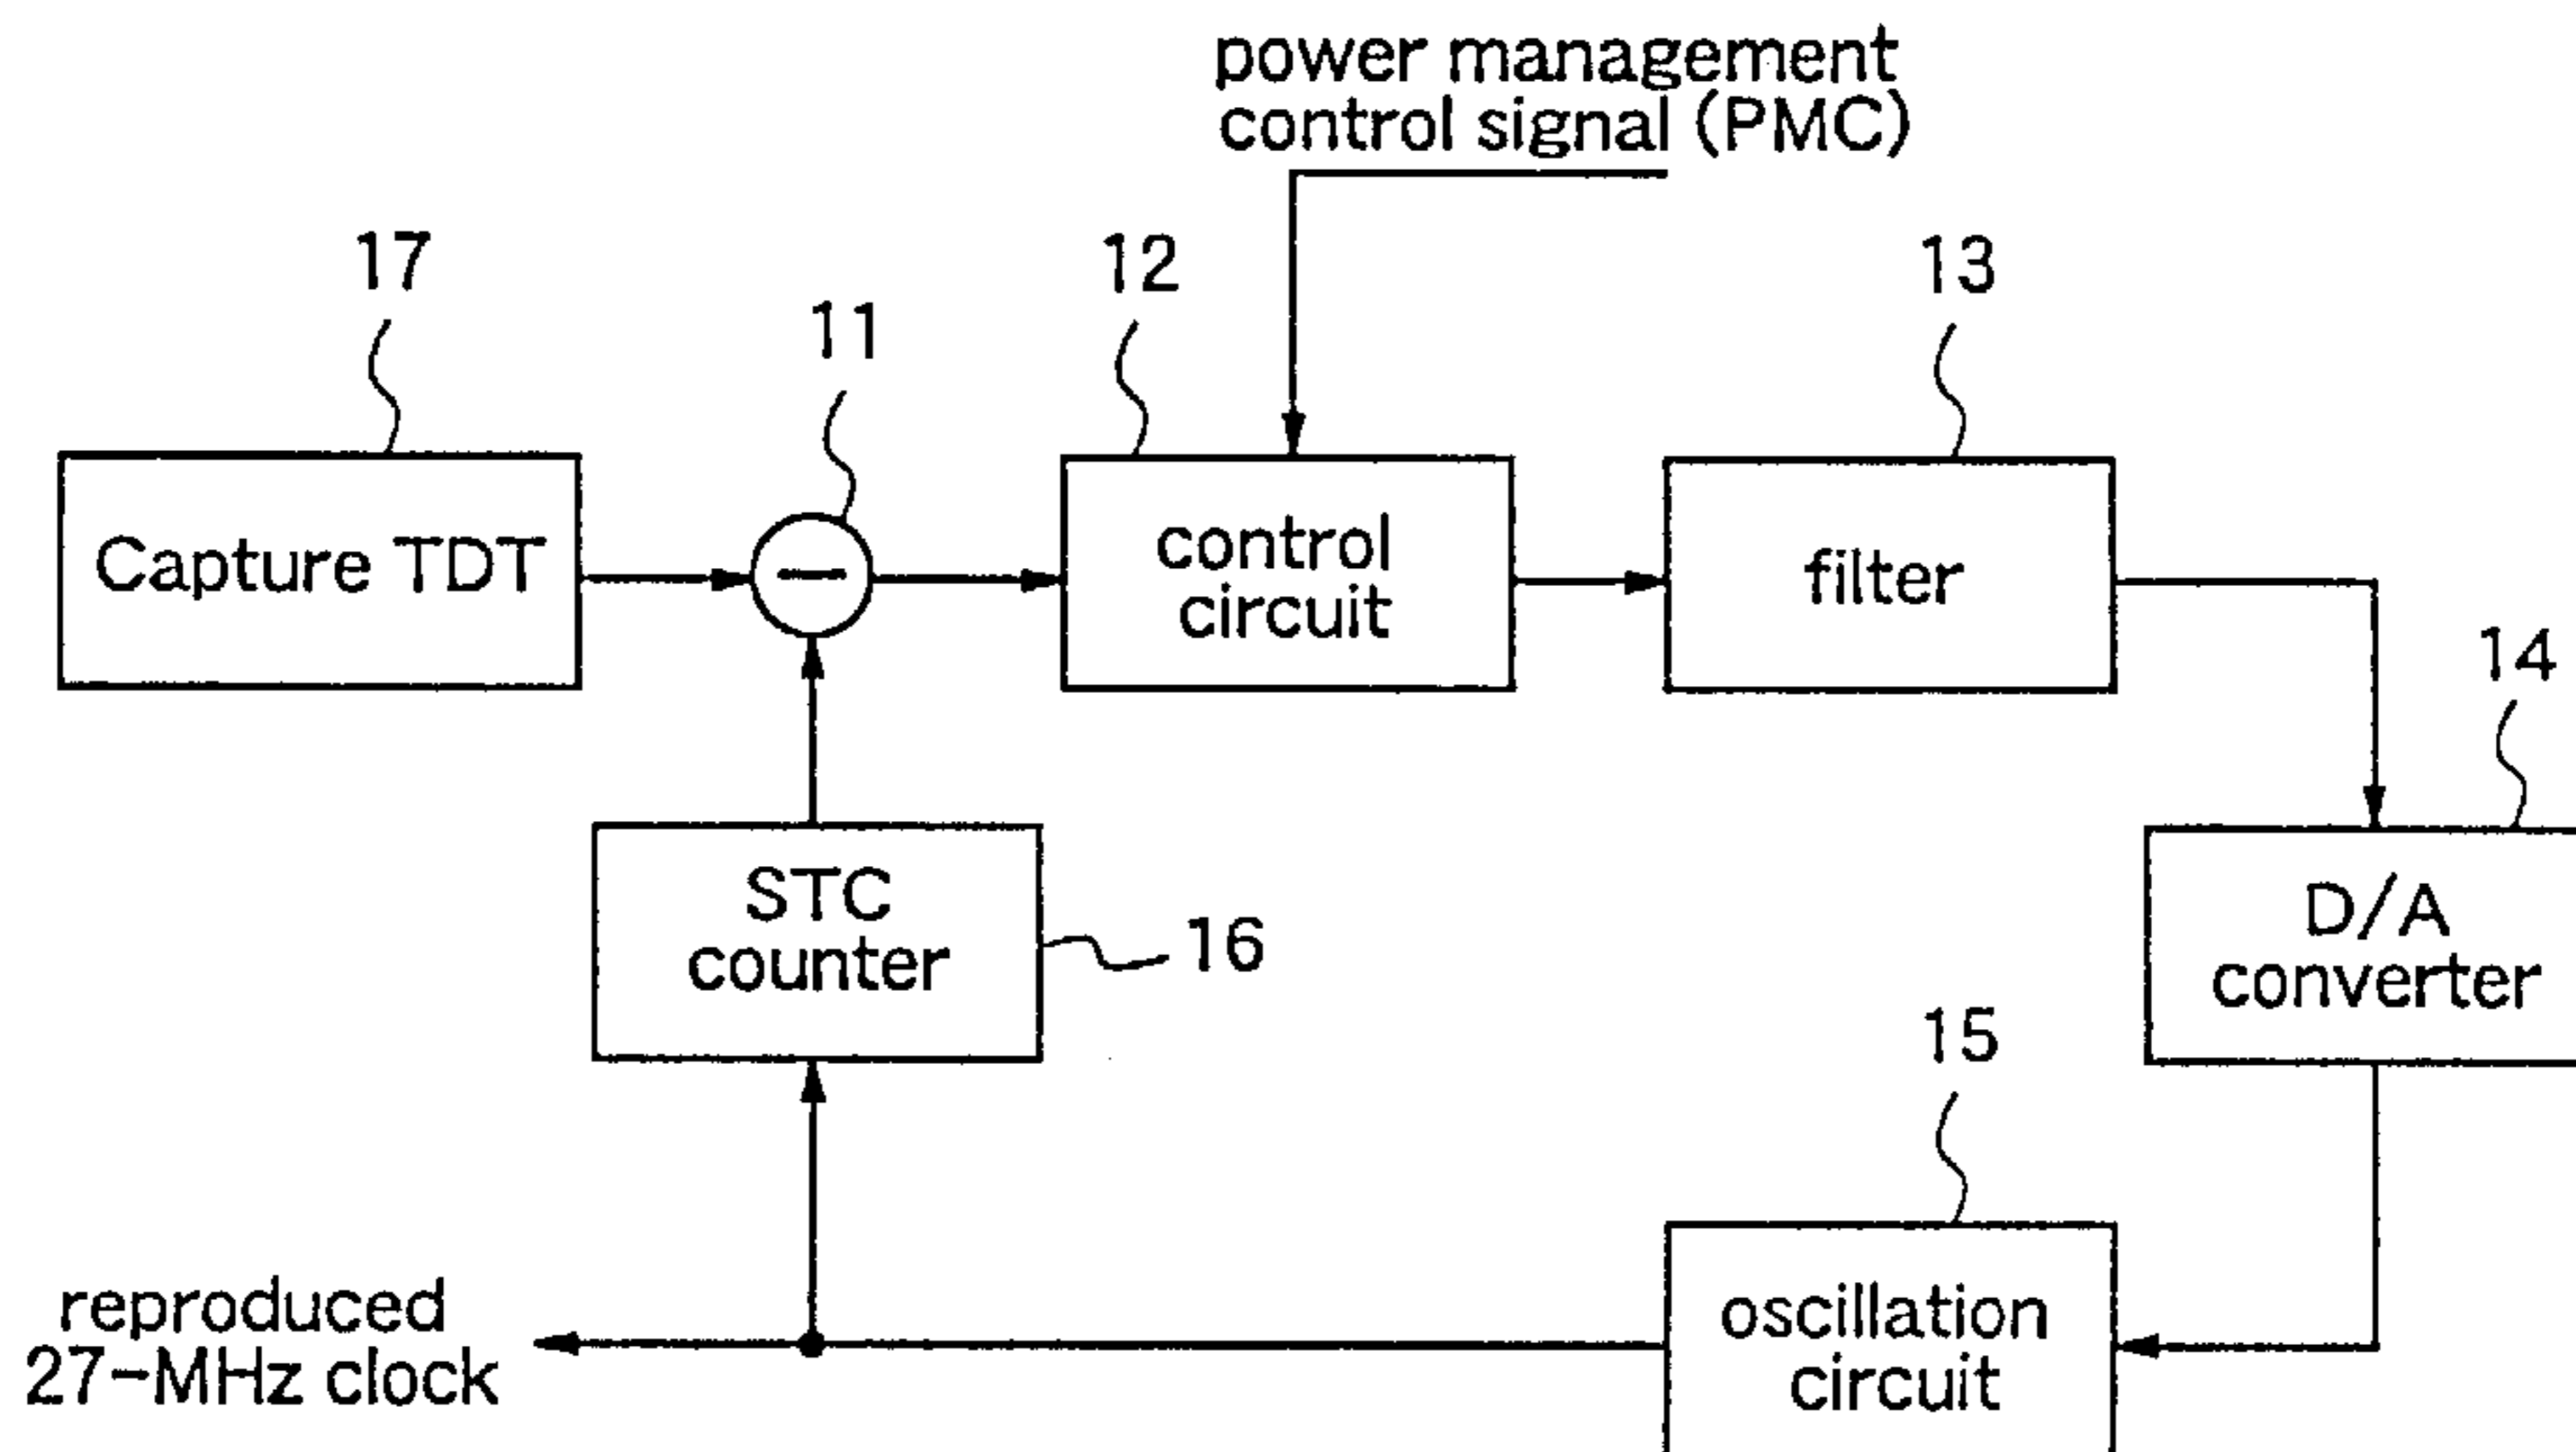 power management
control signal (PMC)
17
12
13
11
Capture TDT
control
circuit
filter
14
STC
counter
16
D/A
converter
15
reproduced
27-MHz clock
oscillation
circuit